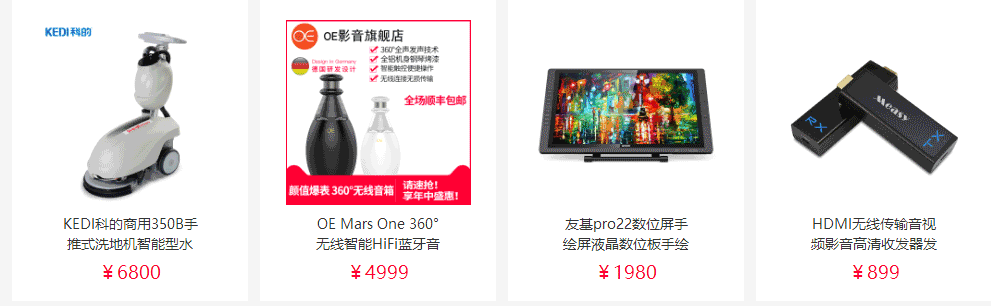 KEDI科的
KEDI科的商用350B手
推式洗地机智能型水
¥6800
OE
OE影音旗舰店
360°全声发声技术
全铝机身钢琴烤漆
智能触控便捷操作
无线连接无损传输
Design in Germany
德国研发设计
全场顺丰包邮
颜值爆表 360°无线音箱
请速抢!
享年中盛惠!
OE Mars One 360°
无线智能HiFi蓝牙音
¥4999
友基pro22数位屏手
绘屏液晶数位板手绘
¥1980
Measy
RX
TX
HDMI无线传输音视
频影音高清收发器发
¥899